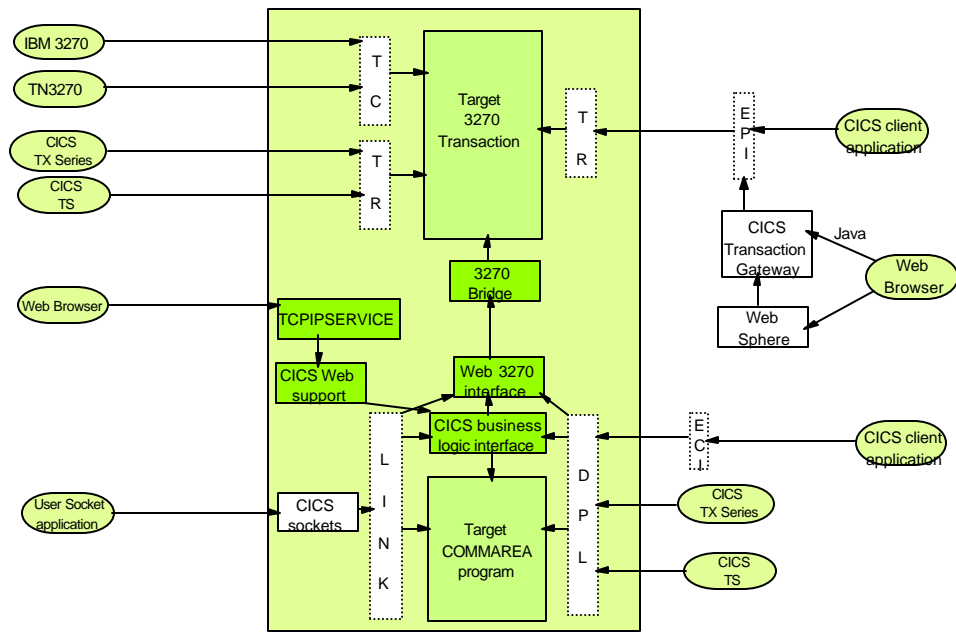 IBM 3270
TN3270
CICS
TX Series
CICS
TS
Web Browser
User Socket
application
T
C
T
R
Target
3270
Transaction
T
R
E
P
I
CICS client
application
CICS
Transaction
Gateway
Java
Web
Browser
Web
Sphere
3270
Bridge
TCPIPSERVICE
CICS Web
support
Web 3270
interface
CICS business
logic interface
L
I
N
K
CICS
sockets
Target
COMMAREA
program
D
P
L
E
C
I
CICS client
application
CICS
TX Series
CICS
TS